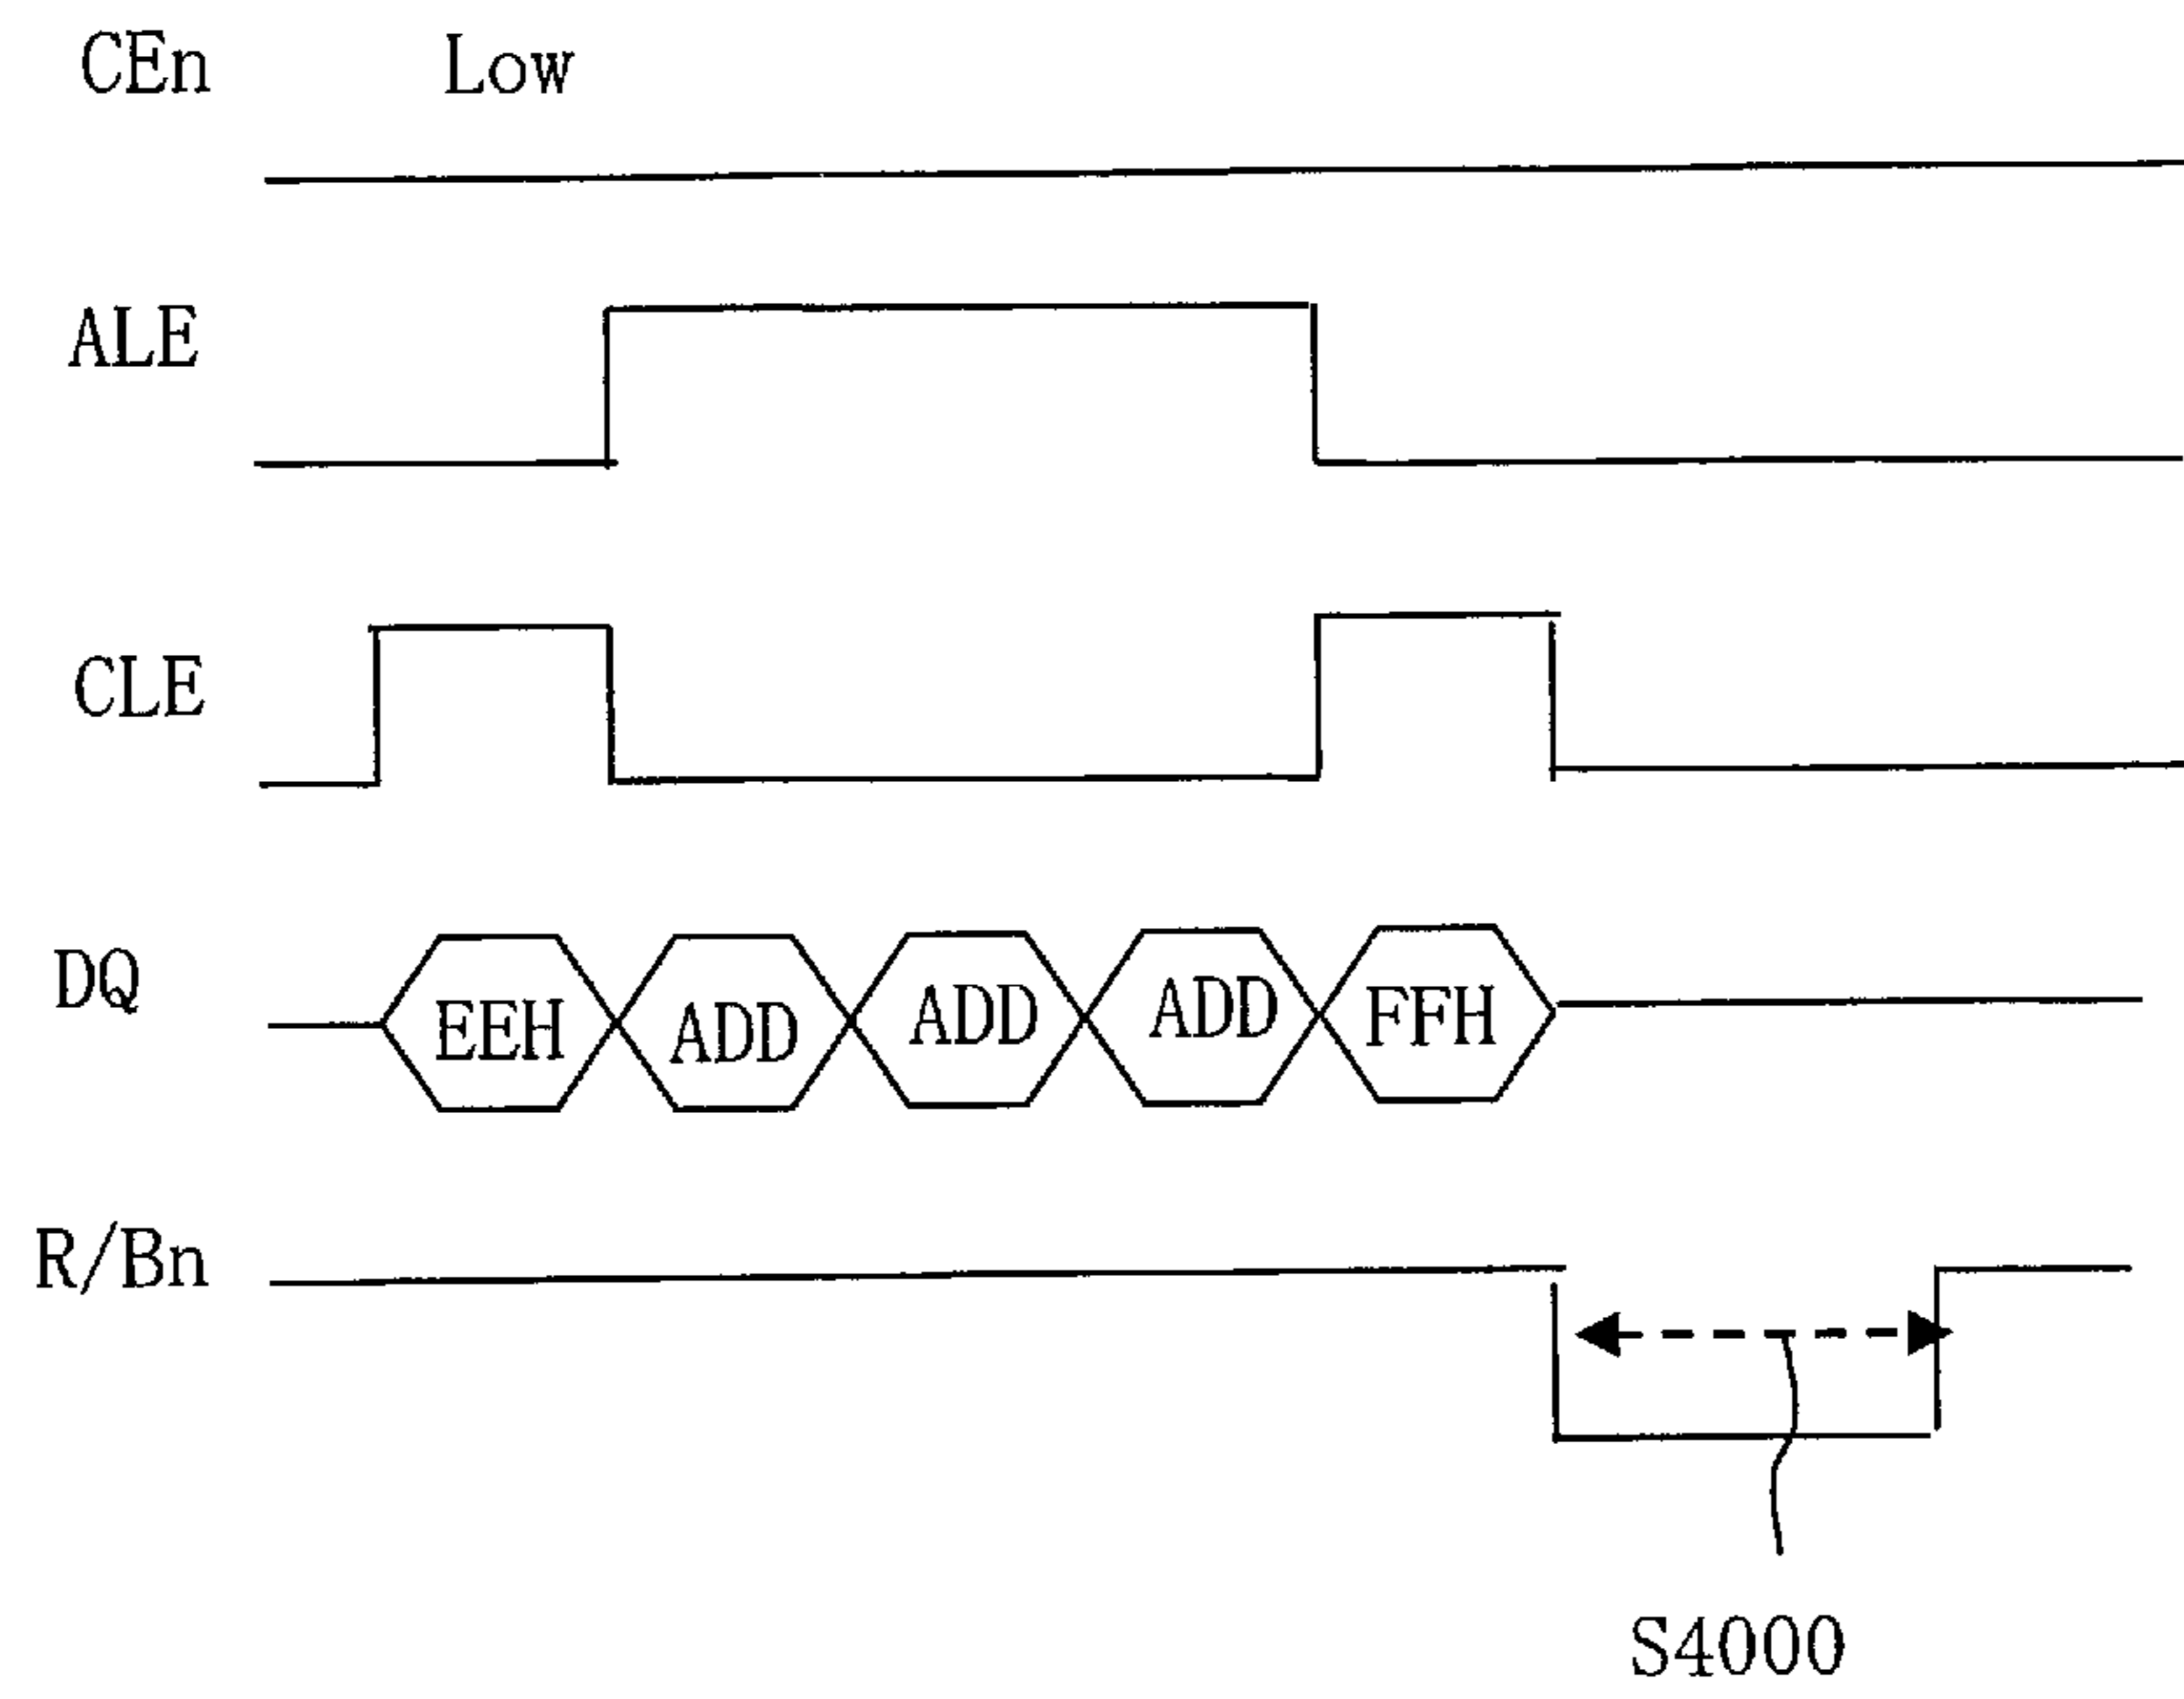 CEn Low
ALE
CLE
DQ EEH ADD ADD ADD FFH
R/Bn
S4000